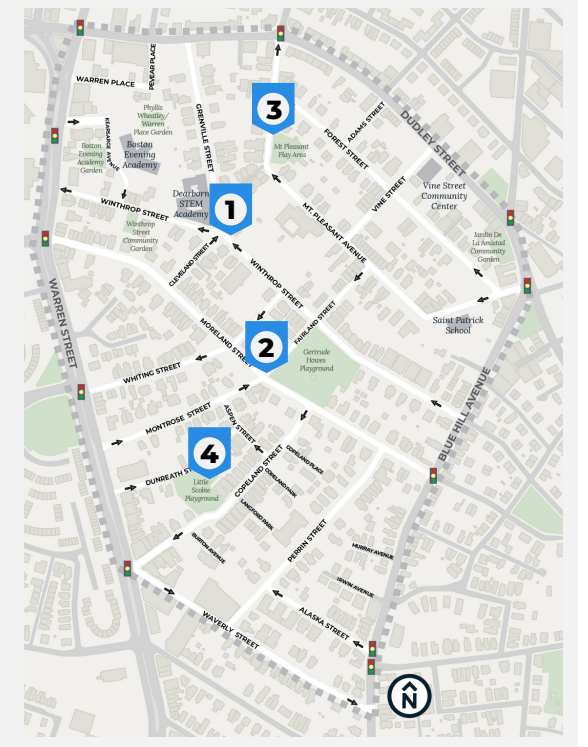 WARREN PLACE
PEVEAR PLACE
3
Phyllis
Wheatley/
Warren
Place Garden
GRENVILLE STREET
ADAMS STREET
FOREST STREET
DUDLEY STREET
KEARSARGE AVENUE
Boston
Evening
Academy
Garden
Boston
Evening
Academy
Mt Pleasant
Play Area
Vine Street
Community
Center
VINE STREET
Dearborn
STEM
Academy
1
WINTHROP STREET
MT. PLEASANT AVENUE
Winthrop
Street
Community
Garden
Jardin De
La Amistad
Community
Garden
CLEVELAND STREET
WINTHROP STREET
WARREN STREET
MORELAND STREET
FAIRLAND STREET
Saint Patrick
School
2
Gertrude
Howes
Playground
WHITING STREET
BLUE HILL AVENUE
MONTROSE STREET
ASPEN STREET
4
COPELAND STREET
COPELAND PLACE
DUNREATH ST
Little
Scobie
Playground
COPELAND PARK
LANGFORD PARK
BURTON AVENUE
PERRIN STREET
MURRAY AVENUE
IRWIN AVENUE
WAVERLY STREET
ALASKA STREET
N